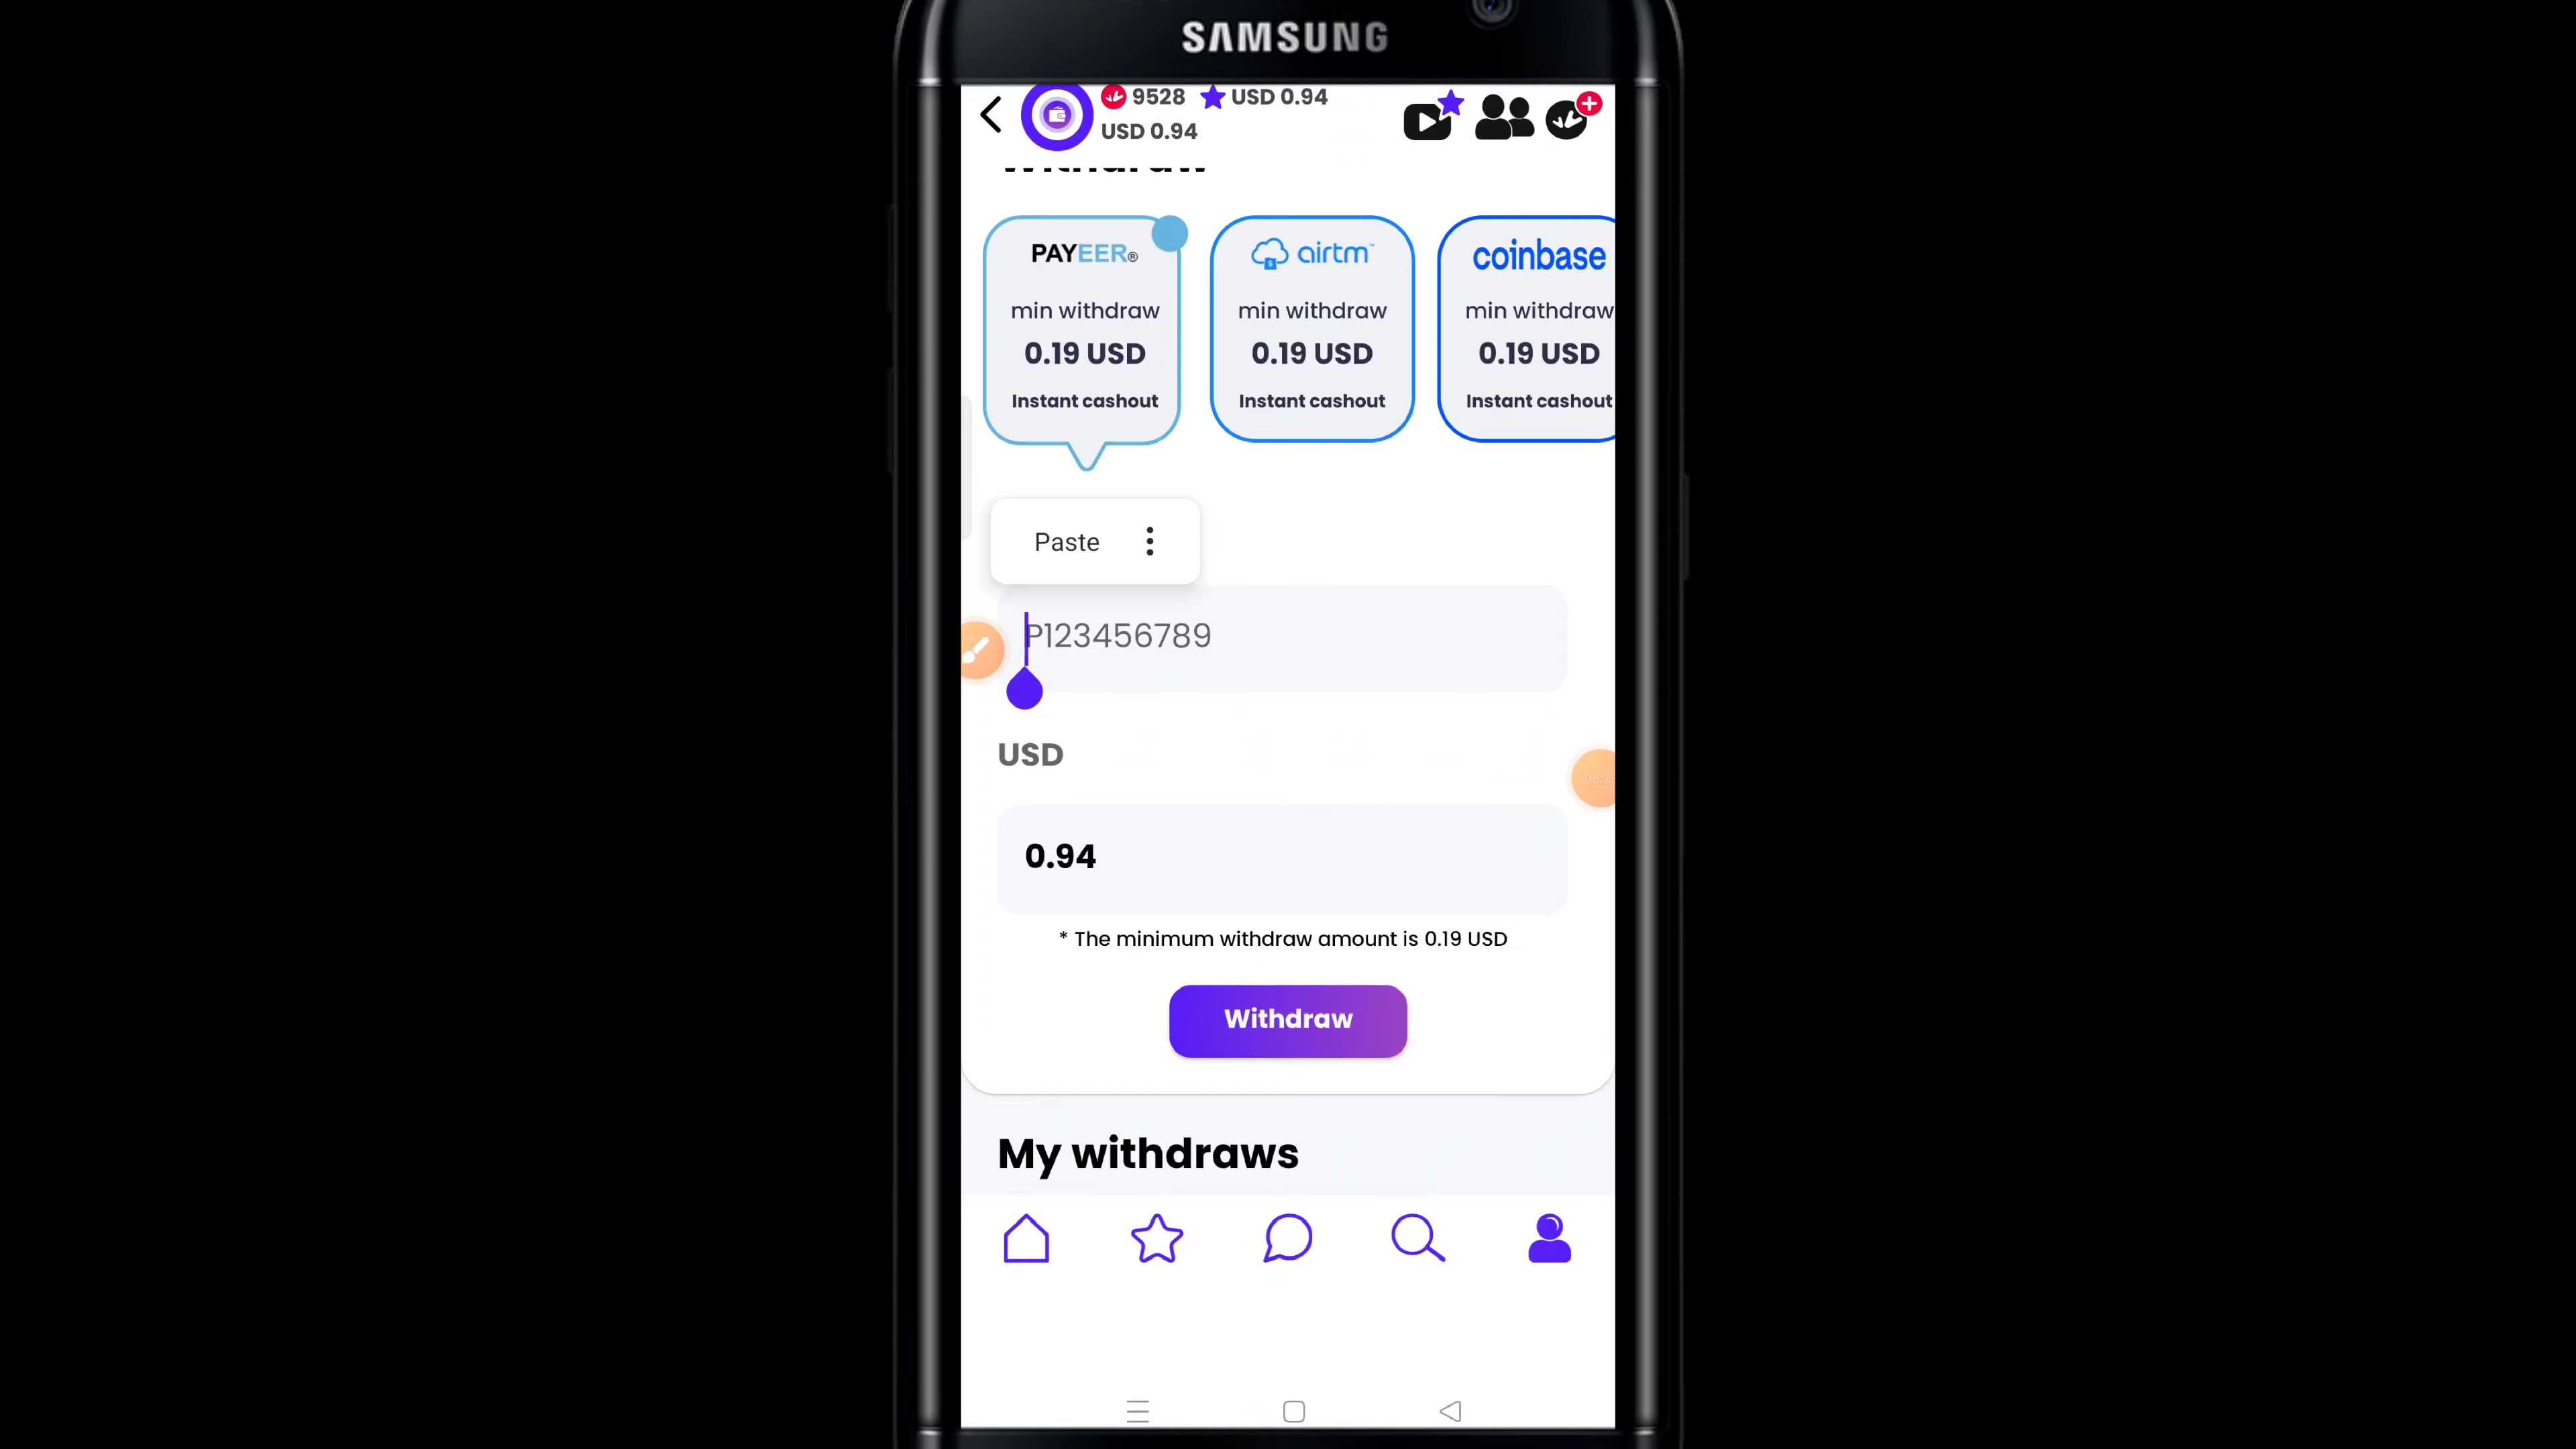 SAMSUNG
9528 USD 0.94
USD 0.94
Withdraw
PAYEER®
min withdraw
0.19 USD
Instant cashout
airtm™
min withdraw
0.19 USD
Instant cashout
coinbase
min withdraw
0.19 USD
Instant cashout
Paste
P123456789
USD
0.94
* The minimum withdraw amount is 0.19 USD
Withdraw
My withdraws